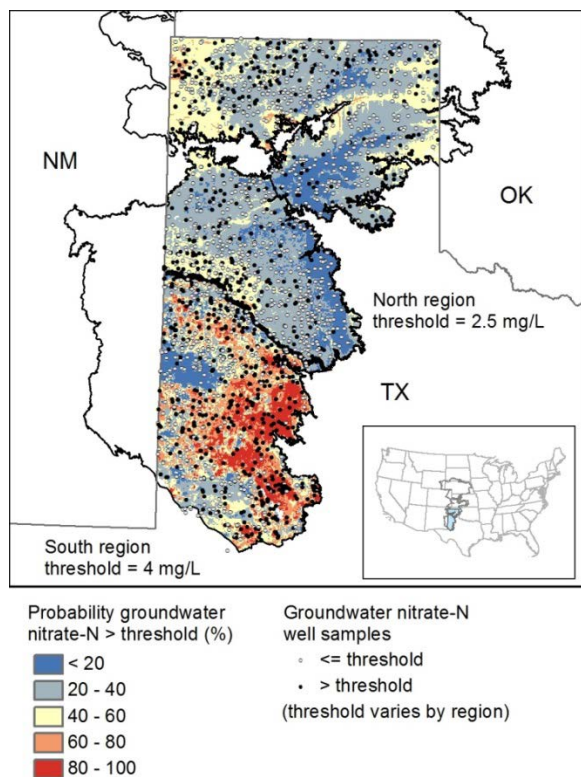 NM
OK
North region
threshold = 2.5 mg/L
TX
South region
threshold = 4 mg/L
Probability groundwater
nitrate-N > threshold (%)
< 20
20 - 40
40 - 60
60 - 80
80 - 100
Groundwater nitrate-N
well samples
<= threshold
> threshold
(threshold varies by region)